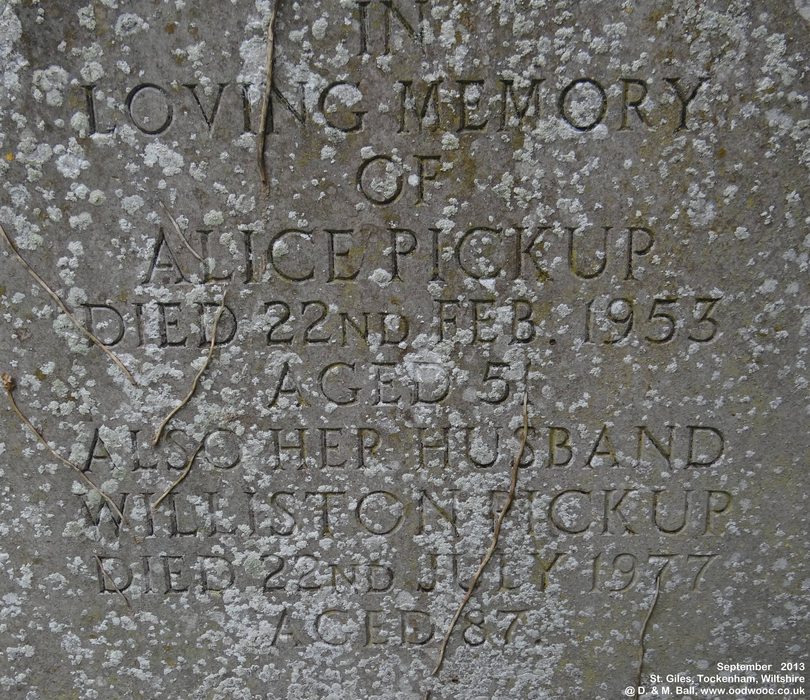 IN
LOVING MEMORY
OF
ALICE PICKUP
DIED 22ND FEB. 1953
AGED 51
ALSO HER HUSBAND
WILLISTON PICKUP
DIED 22ND JULY 1977
AGED 87.
September 2013
St. Giles, Tockenham, Wiltshire
@ D. & M. Ball, www.oodwooc.co.uk